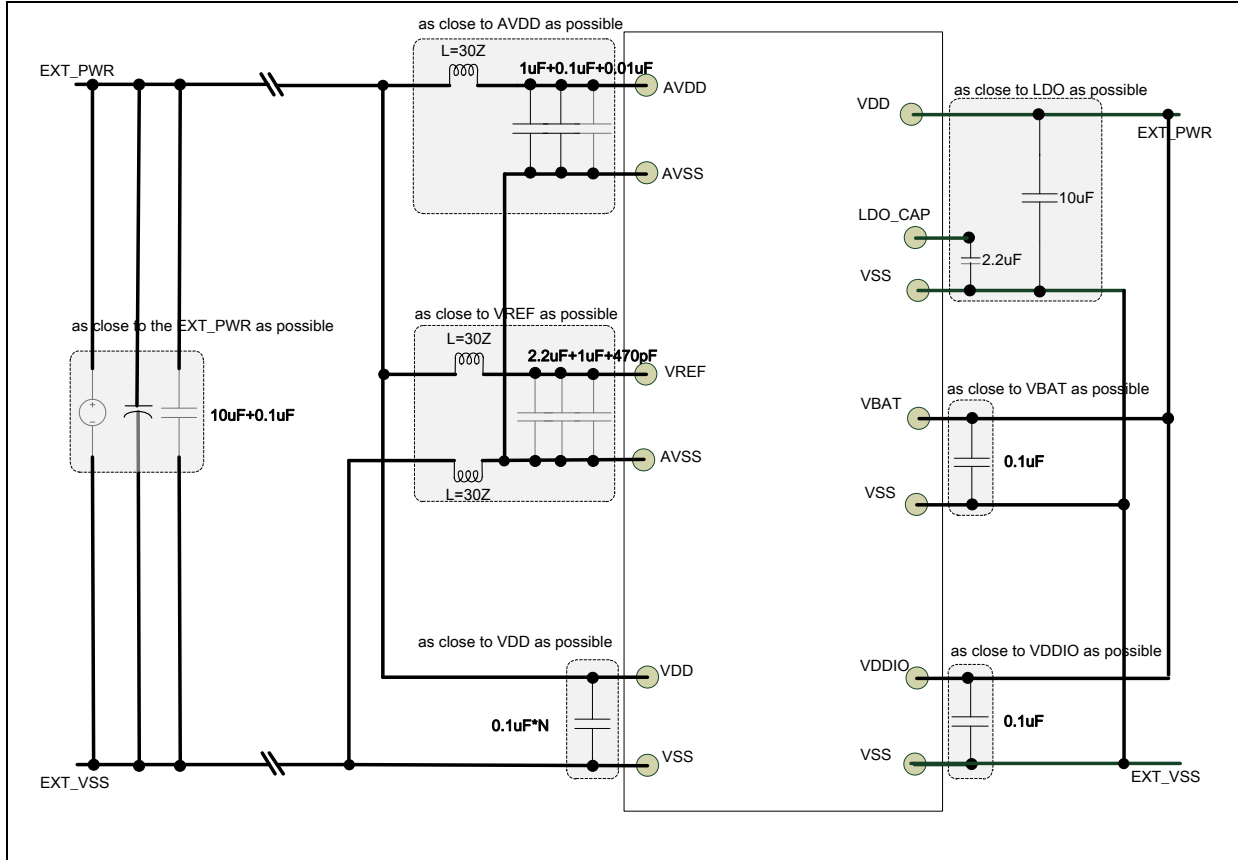 as close to AVDD as possible
L=30Z
EXT_PWR
1uF+0.1uF+0.01uF
AVDD
AVSS
as close to LDO as possible
VDD
EXT_PWR
10uF
LDO_CAP
2.2uF
VSS
as close to the EXT_PWR as possible
10uF+0.1uF
as close to VREF as possible
L=30Z
2.2uF+1uF+470pF
VREF
AVSS
L=30Z
as close to VBAT as possible
VBAT
0.1uF
VSS
as close to VDD as possible
VDD
0.1uF*N
VSS
as close to VDDIO as possible
VDDIO
0.1uF
VSS
EXT_VSS
EXT_VSS